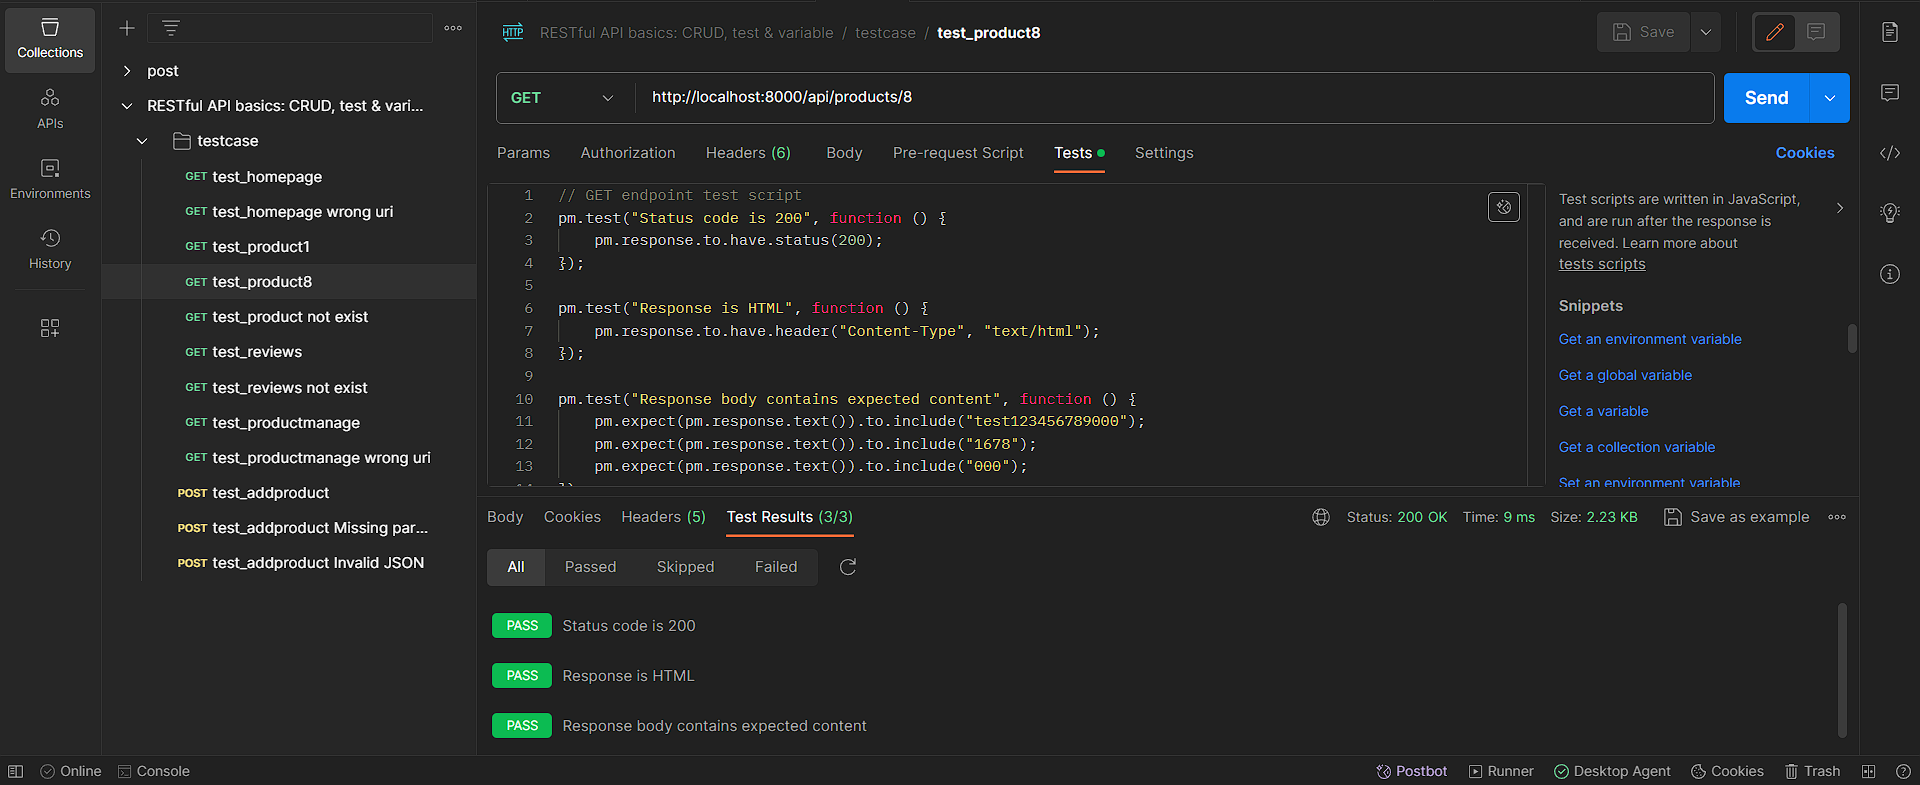 Collections
APIs
Environments
History
post
RESTful API basics: CRUD, test & vari...
testcase
GET test_homepage
GET test_homepage wrong uri
GET test_product1
GET test_product8
GET test_product not exist
GET test_reviews
GET test_reviews not exist
GET test_productmanage
GET test_productmanage wrong uri
POST test_addproduct
POST test_addproduct Missing par...
POST test_addproduct Invalid JSON
HTTP RESTful API basics: CRUD, test & variable / testcase / test_product8
Save
GET http://localhost:8000/api/products/8
Send
Params Authorization Headers (6) Body Pre-request Script Tests Settings Cookies
1 // GET endpoint test script
2 pm.test("Status code is 200", function () {
3 pm.response.to.have.status(200);
4 });
5
6 pm.test("Response is HTML", function () {
7 pm.response.to.have.header("Content-Type", "text/html");
8 });
9
10 pm.test("Response body contains expected content", function () {
11 pm.expect(pm.response.text()).to.include("test123456789000");
12 pm.expect(pm.response.text()).to.include("1678");
13 pm.expect(pm.response.text()).to.include("000");
Test scripts are written in JavaScript,
and are run after the response is
received. Learn more about
tests scripts
Snippets
Get an environment variable
Get a global variable
Get a variable
Get a collection variable
Set an environment variable
Body Cookies Headers (5) Test Results (3/3)
Status: 200 OK Time: 9 ms Size: 2.23 KB Save as example
All Passed Skipped Failed
PASS Status code is 200
PASS Response is HTML
PASS Response body contains expected content
Online Console
Postbot Runner Desktop Agent Cookies Trash